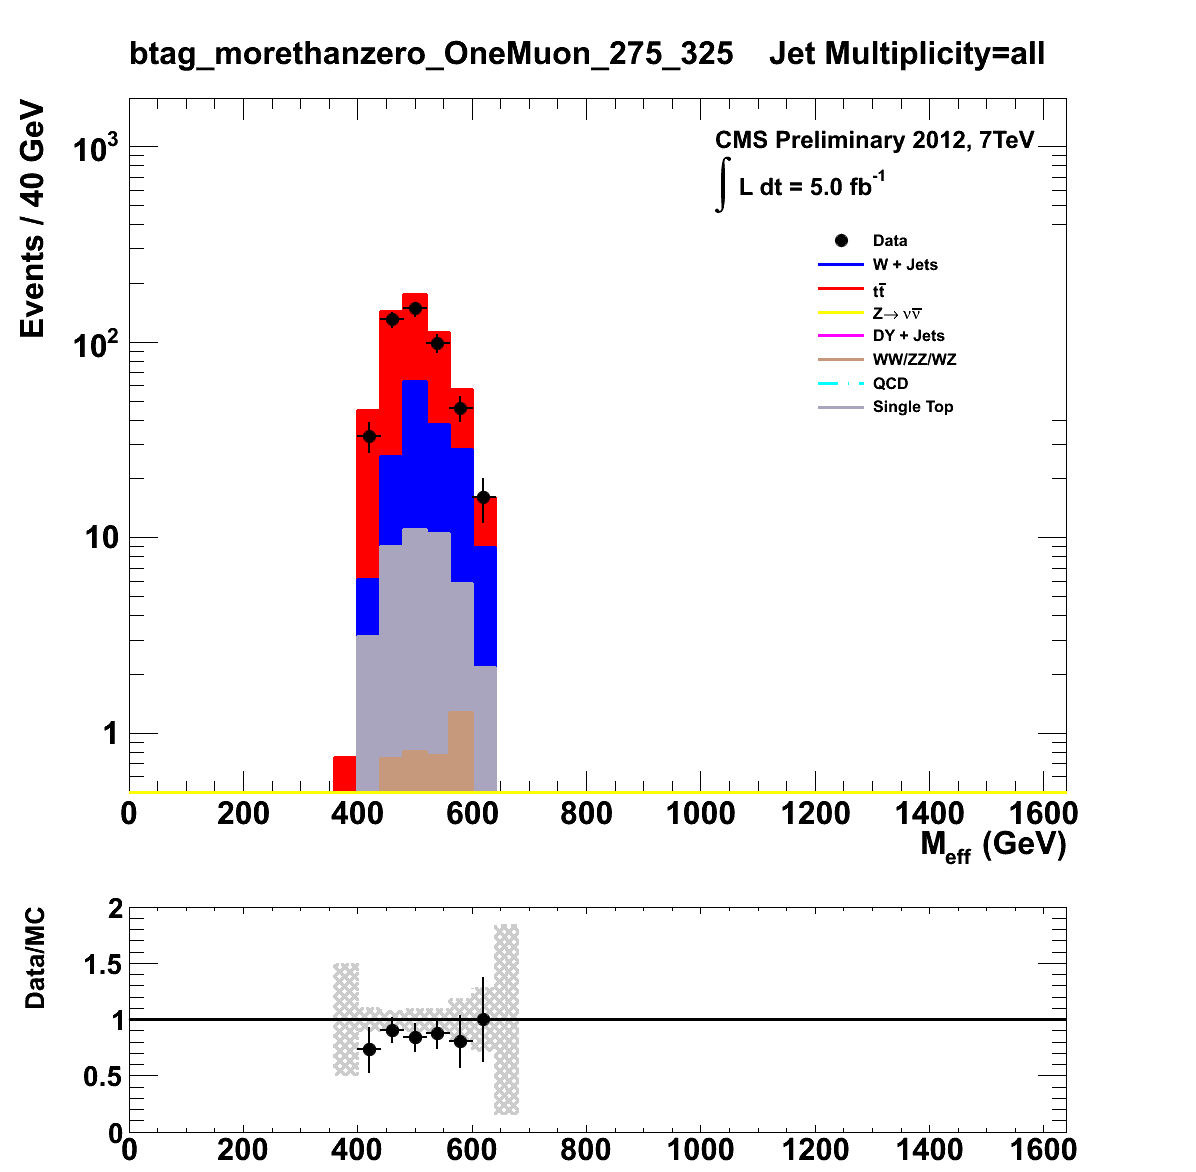 btag_morethanzero_OneMuon_275_325 Jet Multiplicity=all
Events / 40 GeV
10³
10²
10
1
CMS Preliminary 2012, 7TeV
∫ L dt = 5.0 fb⁻¹
Data
W + Jets
tt̅
Z→ νν̅
DY + Jets
WW/ZZ/WZ
QCD
Single Top
0 200 400 600 800 1000 1200 1400 1600
M_eff (GeV)
Data/MC
2
1.5
1
0.5
0
0 200 400 600 800 1000 1200 1400 1600